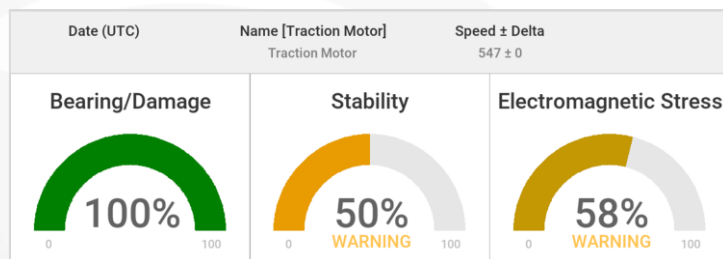 Date (UTC) Name [Traction Motor] Speed ± Delta
Traction Motor 547 ± 0
Bearing/Damage Stability Electromagnetic Stress
100% 50% 58%
0 100 0 WARNING 100 0 WARNING 100